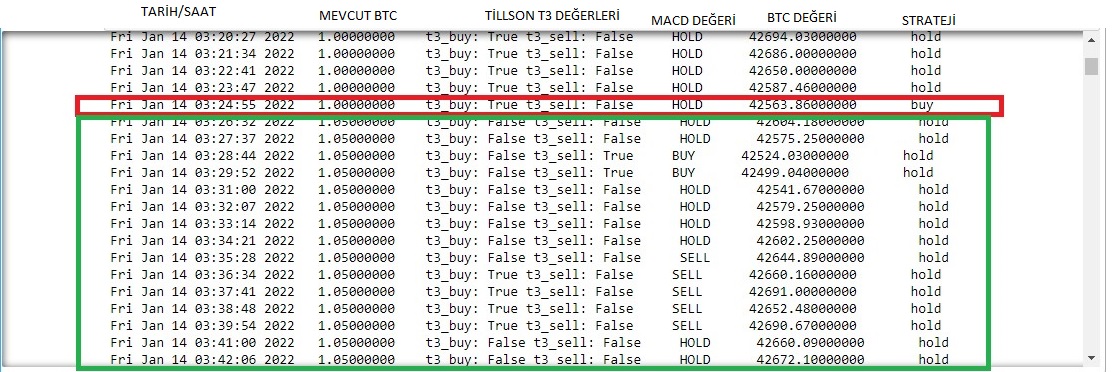 TARİH/SAAT MEVCUT BTC TİLLSON T3 DEĞERLERİ MACD DEĞERİ BTC DEĞERİ STRATEJİ
Fri Jan 14 03:20:27 2022 1.00000000 t3_buy: True t3_sell: False HOLD 42694.03000000 hold
Fri Jan 14 03:21:34 2022 1.00000000 t3_buy: True t3_sell: False HOLD 42686.00000000 hold
Fri Jan 14 03:22:41 2022 1.00000000 t3_buy: True t3_sell: False HOLD 42650.00000000 hold
Fri Jan 14 03:23:47 2022 1.00000000 t3_buy: True t3_sell: False HOLD 42587.46000000 hold
Fri Jan 14 03:24:55 2022 1.00000000 t3_buy: True t3_sell: False HOLD 42563.86000000 buy
Fri Jan 14 03:26:32 2022 1.05000000 t3_buy: False t3_sell: False HOLD 42604.18000000 hold
Fri Jan 14 03:27:37 2022 1.05000000 t3_buy: False t3_sell: False HOLD 42575.25000000 hold
Fri Jan 14 03:28:44 2022 1.05000000 t3_buy: False t3_sell: True BUY 42524.03000000 hold
Fri Jan 14 03:29:52 2022 1.05000000 t3_buy: False t3_sell: True BUY 42499.04000000 hold
Fri Jan 14 03:31:00 2022 1.05000000 t3_buy: False t3_sell: False HOLD 42541.67000000 hold
Fri Jan 14 03:32:07 2022 1.05000000 t3_buy: False t3_sell: False HOLD 42579.25000000 hold
Fri Jan 14 03:33:14 2022 1.05000000 t3_buy: False t3_sell: False HOLD 42598.93000000 hold
Fri Jan 14 03:34:21 2022 1.05000000 t3_buy: False t3_sell: False HOLD 42602.25000000 hold
Fri Jan 14 03:35:28 2022 1.05000000 t3_buy: False t3_sell: False SELL 42644.89000000 hold
Fri Jan 14 03:36:34 2022 1.05000000 t3_buy: True t3_sell: False SELL 42660.16000000 hold
Fri Jan 14 03:37:41 2022 1.05000000 t3_buy: True t3_sell: False SELL 42691.00000000 hold
Fri Jan 14 03:38:48 2022 1.05000000 t3_buy: True t3_sell: False SELL 42652.48000000 hold
Fri Jan 14 03:39:54 2022 1.05000000 t3_buy: True t3_sell: False SELL 42690.67000000 hold
Fri Jan 14 03:41:00 2022 1.05000000 t3_buy: False t3_sell: False HOLD 42660.09000000 hold
Fri Jan 14 03:42:06 2022 1.05000000 t3_buy: False t3_sell: False HOLD 42672.10000000 hold